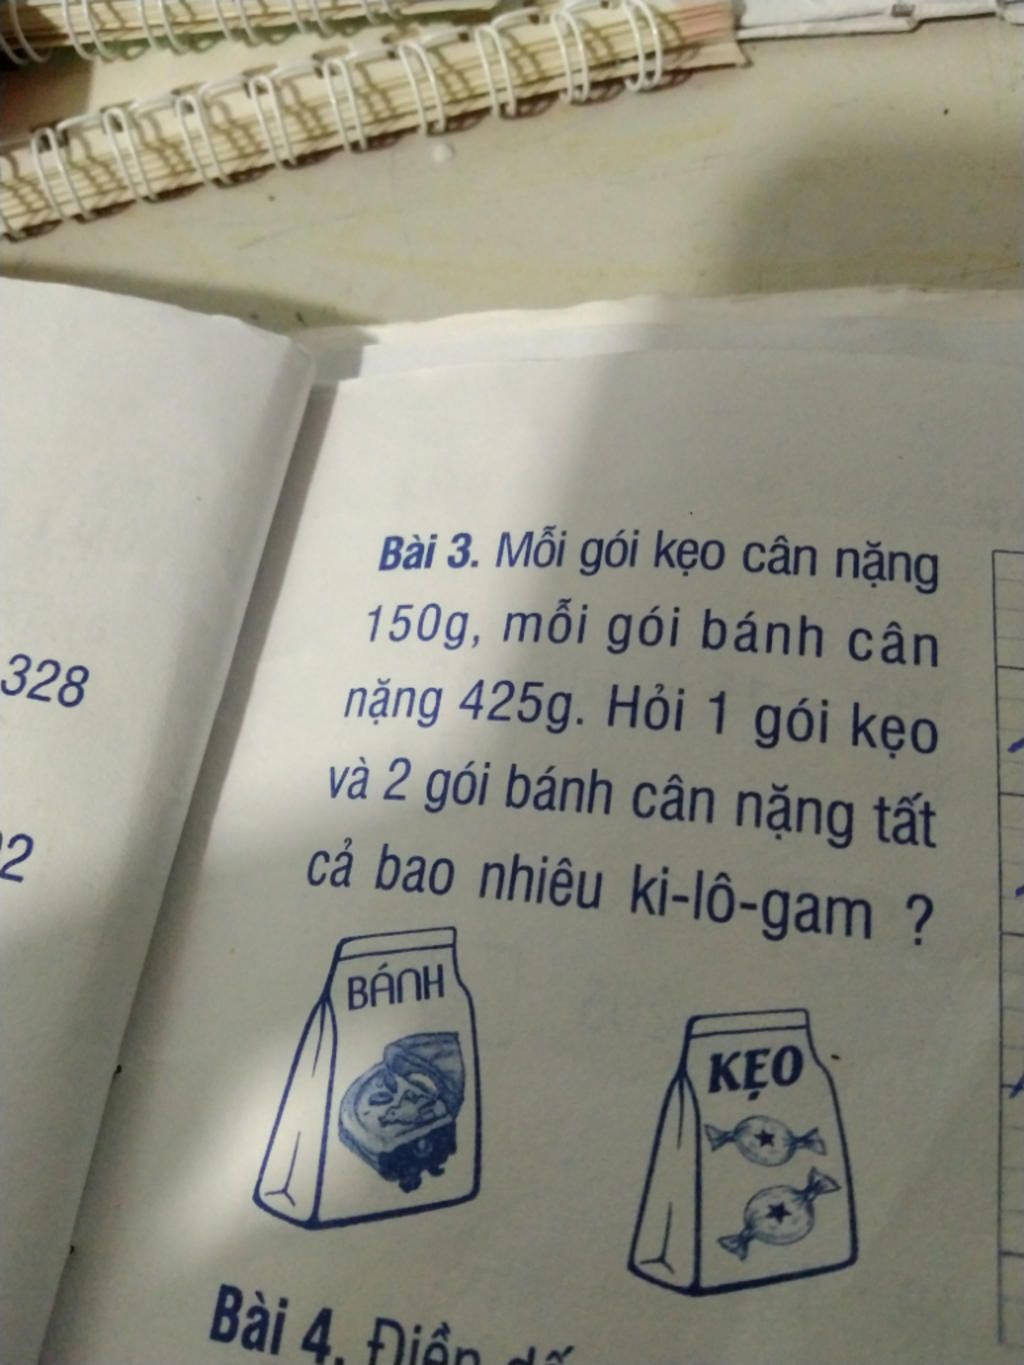 328
2
Bài 3. Mỗi gói kẹo cân nặng
150g, mỗi gói bánh cân
nặng 425g. Hỏi 1 gói kẹo
và 2 gói bánh cân nặng tất
cả bao nhiêu ki-lô-gam ?
BÁNH
KẸO
Bài 4. Điền